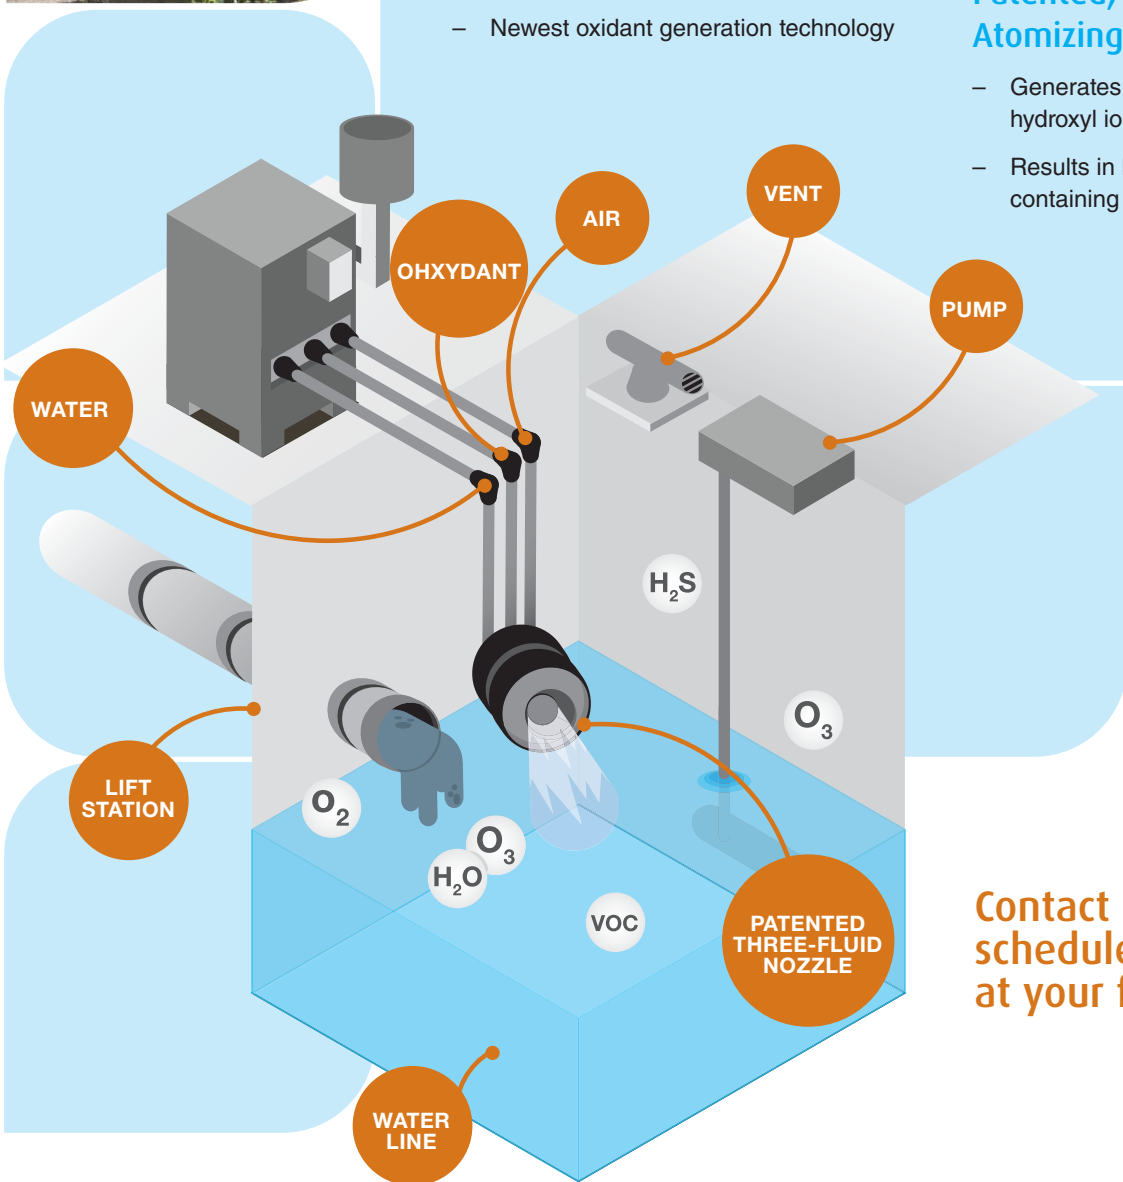 – Newest oxidant generation technology
Atomizing
– Generates
hydroxyl
– Results in
containing
VENT
AIR
OHXYDANT
PUMP
WATER
H₂S
O₃
LIFT
STATION
O₂
O₃
H₂O
VOC
PATENTED
THREE-FLUID
NOZZLE
Contact
schedule
at your
WATER
LINE